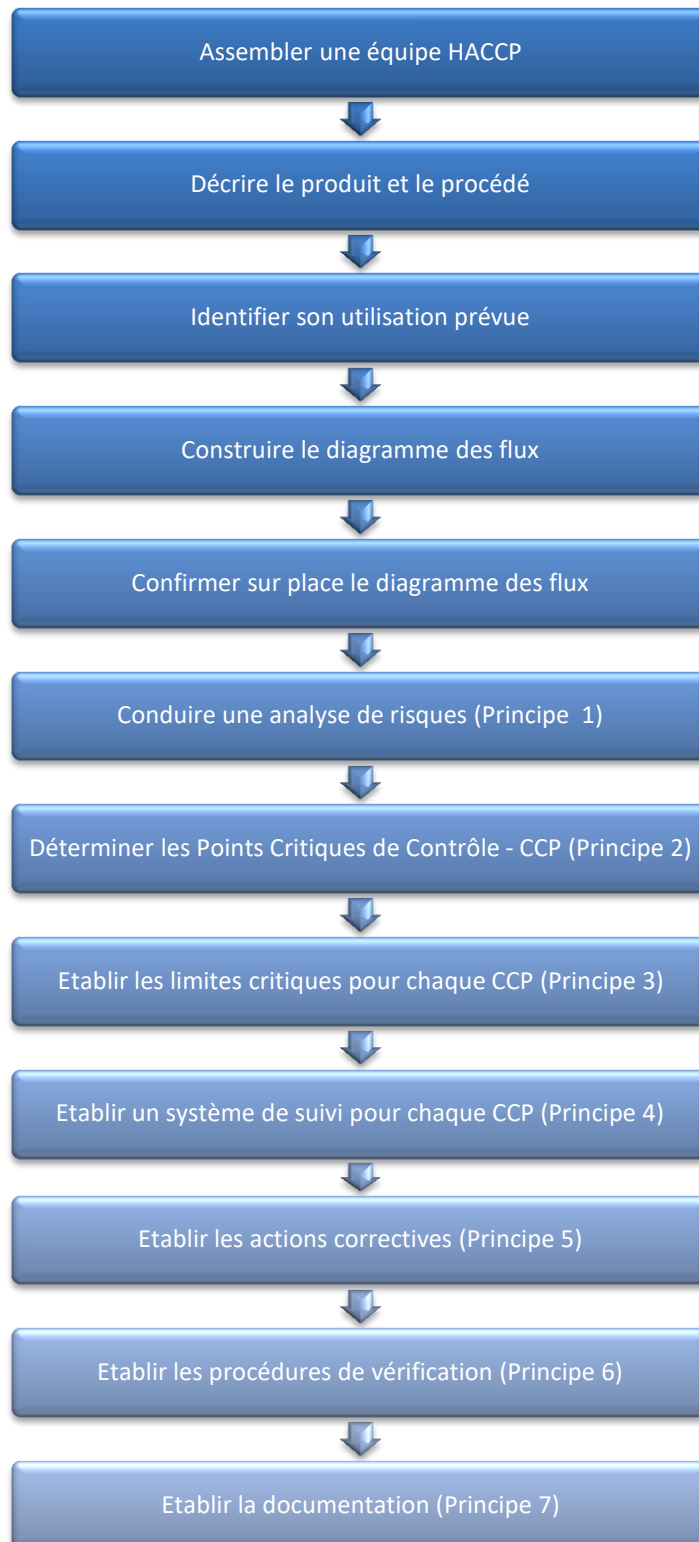 Assembler une équipe HACCP
Décrire le produit et le procédé
Identifier son utilisation prévue
Construire le diagramme des flux
Confirmer sur place le diagramme des flux
Conduire une analyse de risques (Principe 1)
Déterminer les Points Critiques de Contrôle - CCP (Principe 2)
Etablir les limites critiques pour chaque CCP (Principe 3)
Etablir un système de suivi pour chaque CCP (Principe 4)
Etablir les actions correctives (Principe 5)
Etablir les procédures de vérification (Principe 6)
Etablir la documentation (Principe 7)